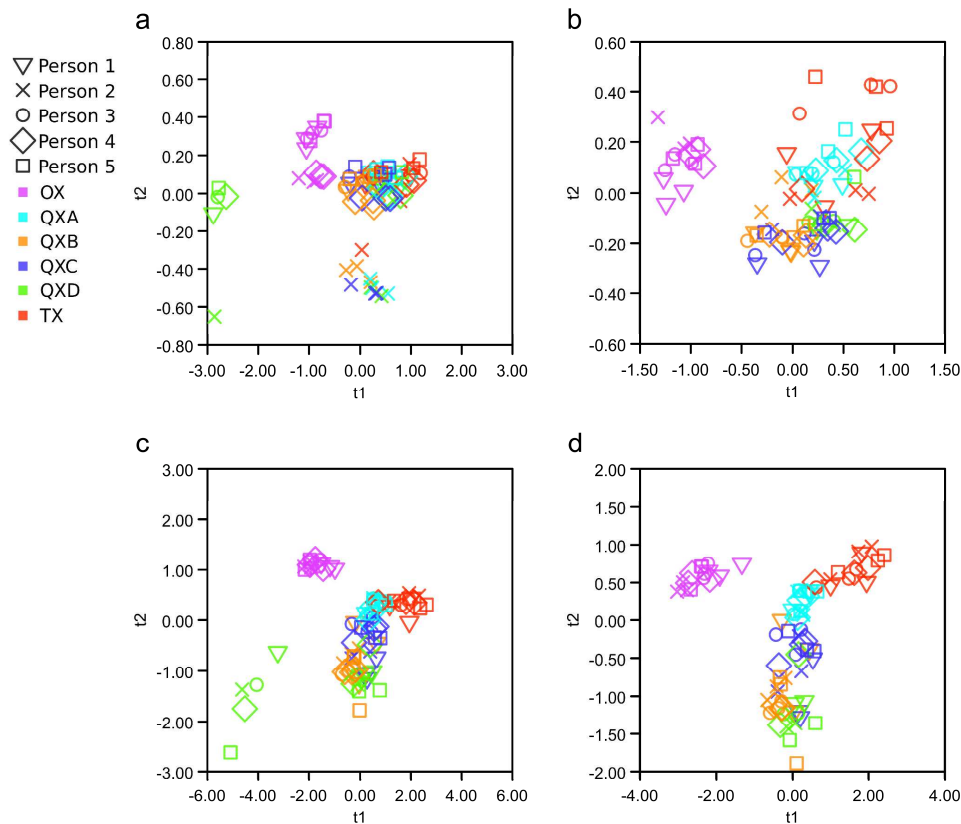 a
b
Person 1
Person 2
Person 3
Person 4
Person 5
OX
QXA
QXB
QXC
QXD
TX
0.80
0.60
0.40
0.20
0.00
-0.20
-0.40
-0.60
-0.80
t2
-3.00 -2.00 -1.00 0.00 1.00 2.00 3.00
t1
0.60
0.40
0.20
0.00
-0.20
-0.40
-0.60
t2
-1.50 -1.00 -0.50 0.00 0.50 1.00 1.50
t1
c
d
3.00
2.00
1.00
0.00
-1.00
-2.00
-3.00
t2
-6.00 -4.00 -2.00 0.00 2.00 4.00 6.00
t1
2.00
1.50
1.00
0.50
0.00
-0.50
-1.00
-1.50
-2.00
t2
-4.00 -2.00 0.00 2.00 4.00
t1